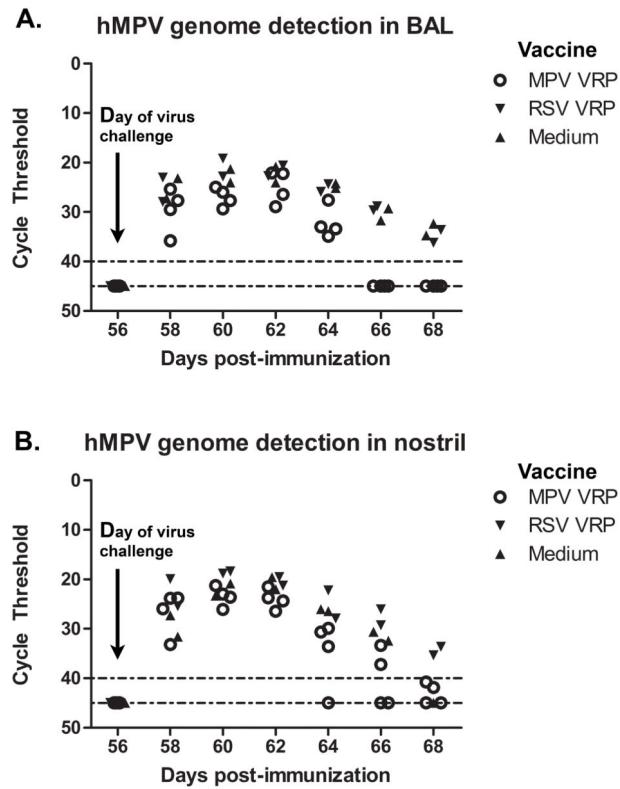 A.
hMPV genome detection in BAL
Vaccine
MPV VRP
RSV VRP
Medium
Cycle Threshold
0
10
20
30
40
50
Day of virus
challenge
56 58 60 62 64 66 68
Days post-immunization
B.
hMPV genome detection in nostril
Vaccine
MPV VRP
RSV VRP
Medium
Cycle Threshold
0
10
20
30
40
50
Day of virus
challenge
56 58 60 62 64 66 68
Days post-immunization